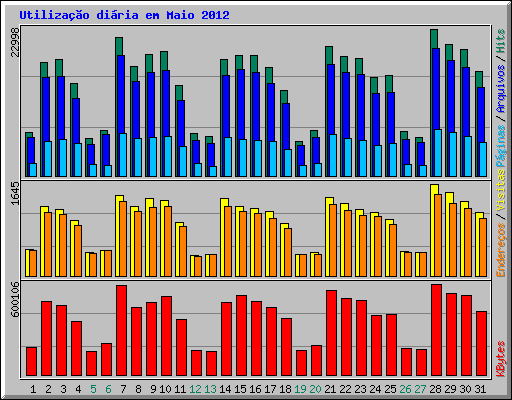 Utilização diária em Maio 2012
22998
1645
600106
Endereços / Visitas Páginas / Arquivos / Hits
KBytes
1 2 3 4 5 6 7 8 9 10 11 12 13 14 15 16 17 18 19 20 21 22 23 24 25 26 27 28 29 30 31